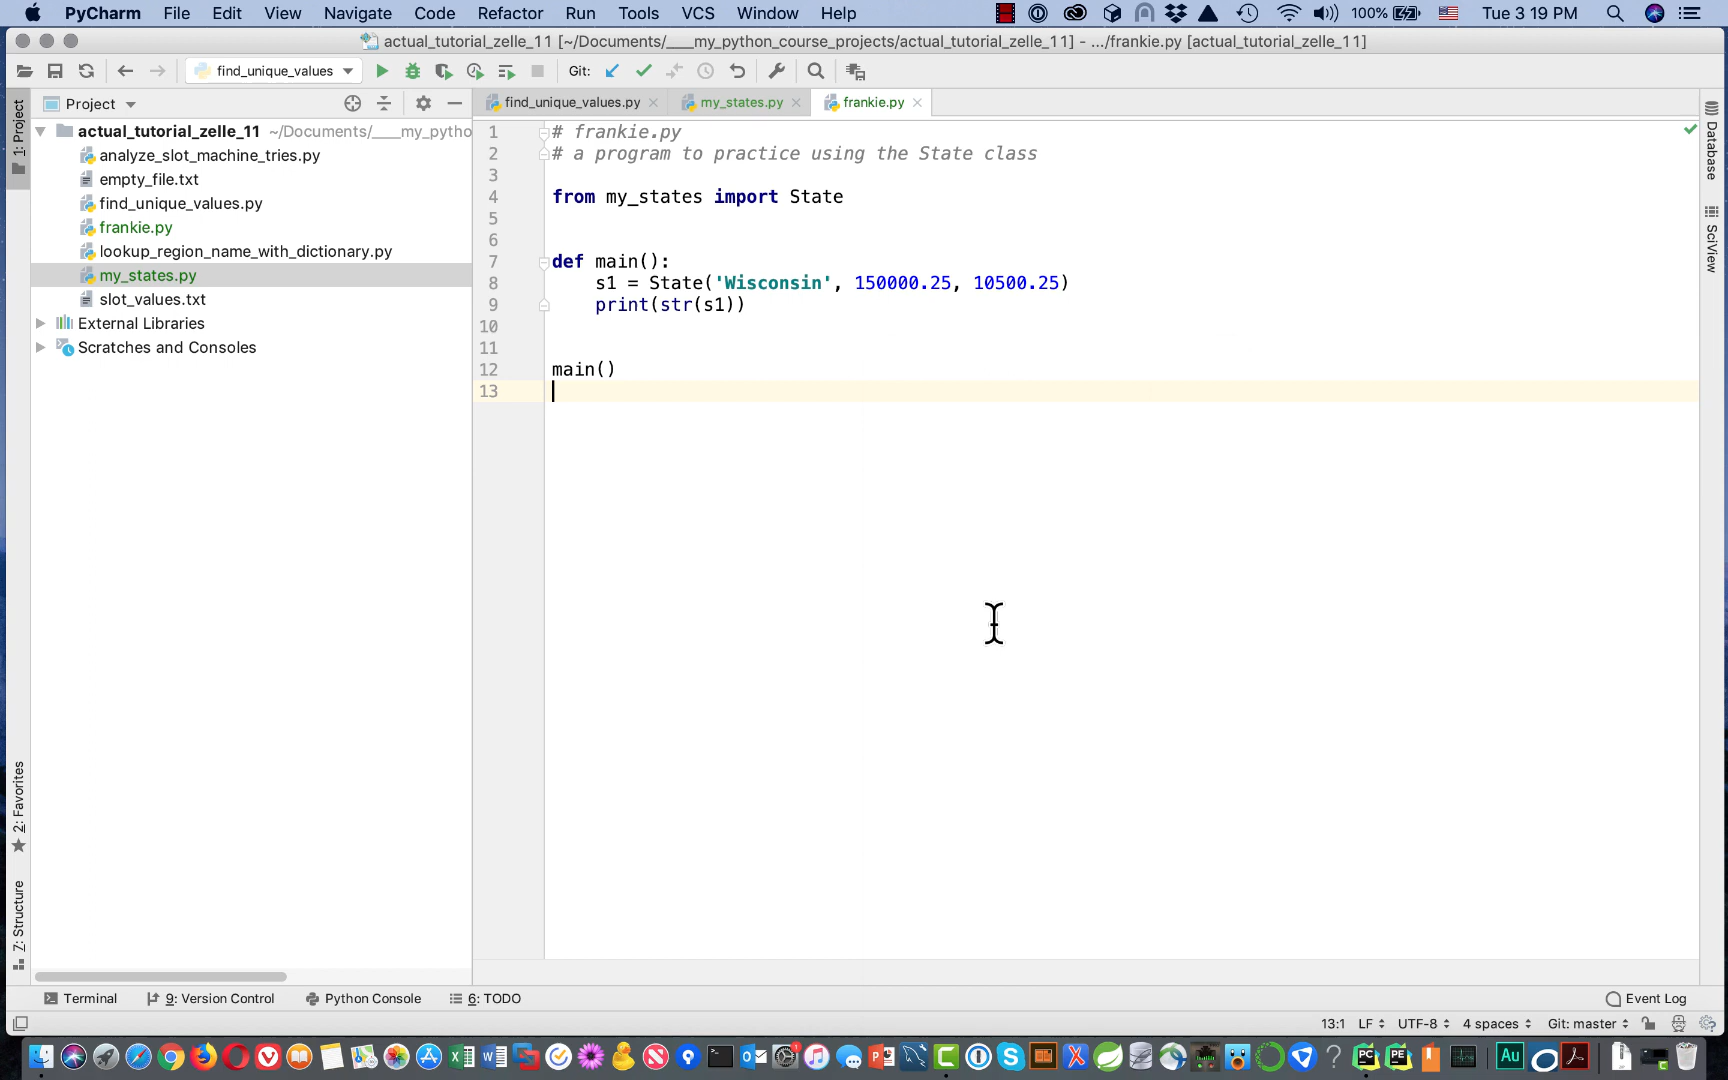 PyCharm File Edit View Navigate Code Refactor Run Tools VCS Window Help 100% Tue 3 19 PM
actual_tutorial_zelle_11 [~/Documents/____my_python_course_projects/actual_tutorial_zelle_11] - .../frankie.py [actual_tutorial_zelle_11]
find_unique_values Git:
Project
find_unique_values.py my_states.py frankie.py
1: Project
actual_tutorial_zelle_11 ~/Documents/____my_pytho
analyze_slot_machine_tries.py
empty_file.txt
find_unique_values.py
frankie.py
lookup_region_name_with_dictionary.py
my_states.py
slot_values.txt
External Libraries
Scratches and Consoles
2: Favorites
7: Structure
1 # frankie.py
2 # a program to practice using the State class
3
4 from my_states import State
5
6
7 def main():
8 s1 = State('Wisconsin', 150000.25, 10500.25)
9 print(str(s1))
10
11
12 main()
13
Database
SciView
Terminal 9: Version Control Python Console 6: TODO Event Log
13:1 LF UTF-8 4 spaces Git: master
PC PE Au